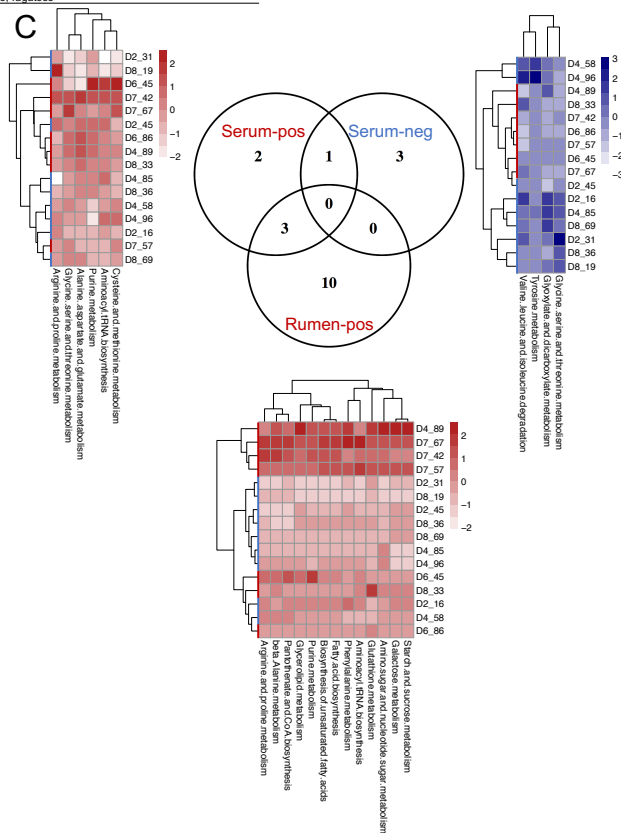 C
D2_31
D8_19
D6_45
D7_42
D7_67
D2_45
D6_86
D4_89
D8_33
D4_85
D8_36
D4_58
D4_96
D2_16
D7_57
D8_69
2
1
0
−1
−2
Arginine.and.proline.metabolism
Glycine..serine.and.threonine.metabolism
Alanine..aspartate.and.glutamate.metabolism
Purine.metabolism
Aminoacyl.tRNA.biosynthesis
Cysteine.and.methionine.metabolism
Serum-pos
Serum-neg
2
1
3
0
3
0
10
Rumen-pos
D4_58
D4_96
D4_89
D8_33
D7_42
D6_86
D7_57
D6_45
D7_67
D2_45
D2_16
D4_85
D8_69
D2_31
D8_36
D8_19
3
2
1
0
−1
−2
−3
Valine..leucine.and.isoleucine.degradation
Tyrosine.metabolism
Glyoxylate.and.dicarboxylate.metabolism
Glycine..serine.and.threonine.metabolism
D4_89
D7_67
D7_42
D7_57
D2_31
D8_19
D2_45
D8_36
D8_69
D4_85
D4_96
D6_45
D8_33
D2_16
D4_58
D6_86
2
1
0
−1
−2
Arginine.and.proline.metabolism
beta.Alanine.metabolism
Pantothenate.and.CoA.biosynthesis
Glycerolipid.metabolism
Purine.metabolism
Biosynthesis.of.unsaturated.fatty.acids
Fatty.acid.biosynthesis
Phenylalanine.metabolism
Aminoacyl.tRNA.biosynthesis
Glutathione.metabolism
Amino.sugar.and.nucleotide.sugar.metabolism
Galactose.metabolism
Starch.and.sucrose.metabolism